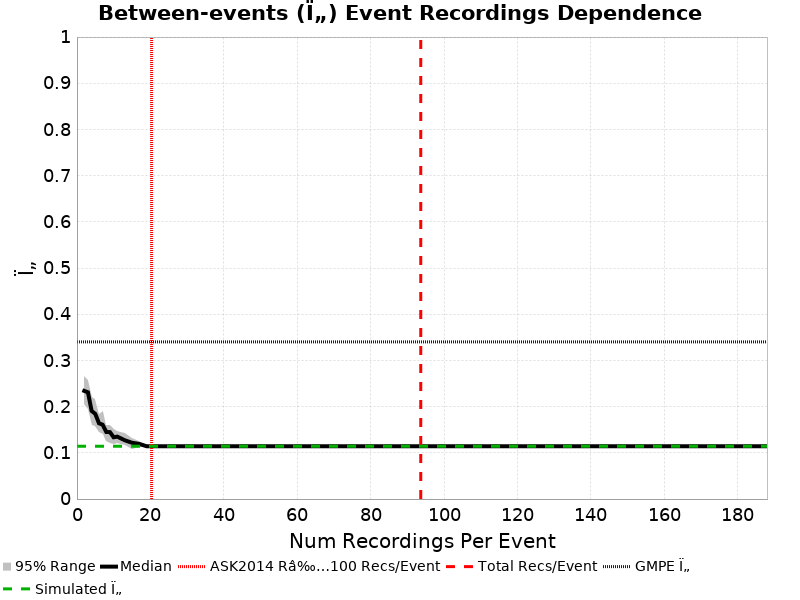 Between-events (Ï„) Event Recordings Dependence
1
0.9
0.8
0.7
0.6
0.5
0.4
0.3
0.2
0.1
0
Ï„
0 20 40 60 80 100 120 140 160 180
Num Recordings Per Event
95% Range Median ASK2014 Râ‰…100 Recs/Event Total Recs/Event GMPE Ï„
Simulated Ï„